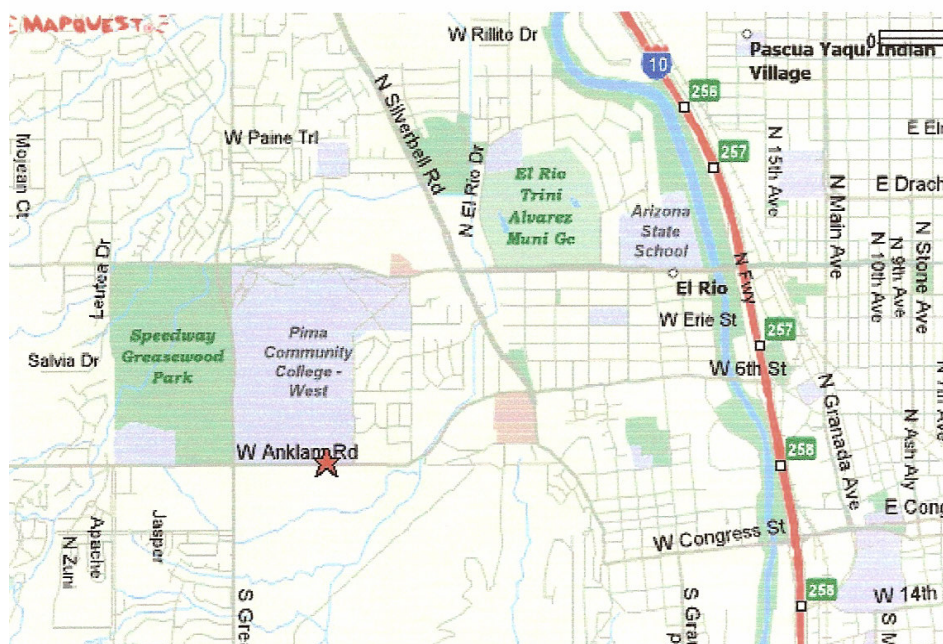 MAPQUEST
W Rillito Dr
10
0
Pascua Yaqui Indian
Village
256
257
N Silverbell Rd
W Paine Trl
Mojean Ct
N El Rio Dr
El Rio
Trini
Alvarez
Muni Gc
Arizona
State
School
N 15th Ave
N Main Ave
E Drach
N 10th Ave
N 9th Ave
N Stone Ave
Leutea Dr
N Fwy
El Rio
W Erie St
257
Speedway
Greasewood
Park
Pima
Community
College -
West
Salvia Dr
W 6th St
N Granada Ave
N Ash Aly
W Anklam Rd
258
E Cong
W Congress St
Apache
N Zuni
Jasper
S Gre
S Gra
258
W 14th